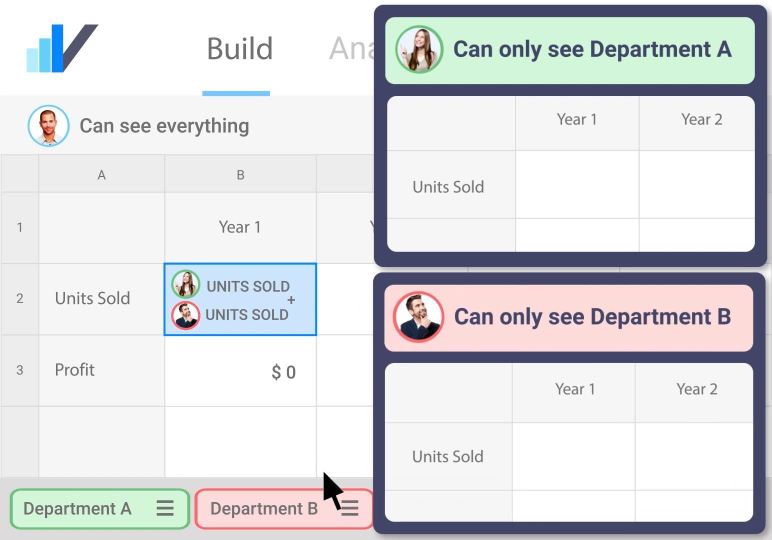 Build
Ana
Can see everything
A
B
1
Year 1
Y
2
Units Sold
UNITS SOLD
+
UNITS SOLD
3
Profit
$ 0
Department A
Department B
Can only see Department A
Year 1
Year 2
Units Sold
Can only see Department B
Year 1
Year 2
Units Sold